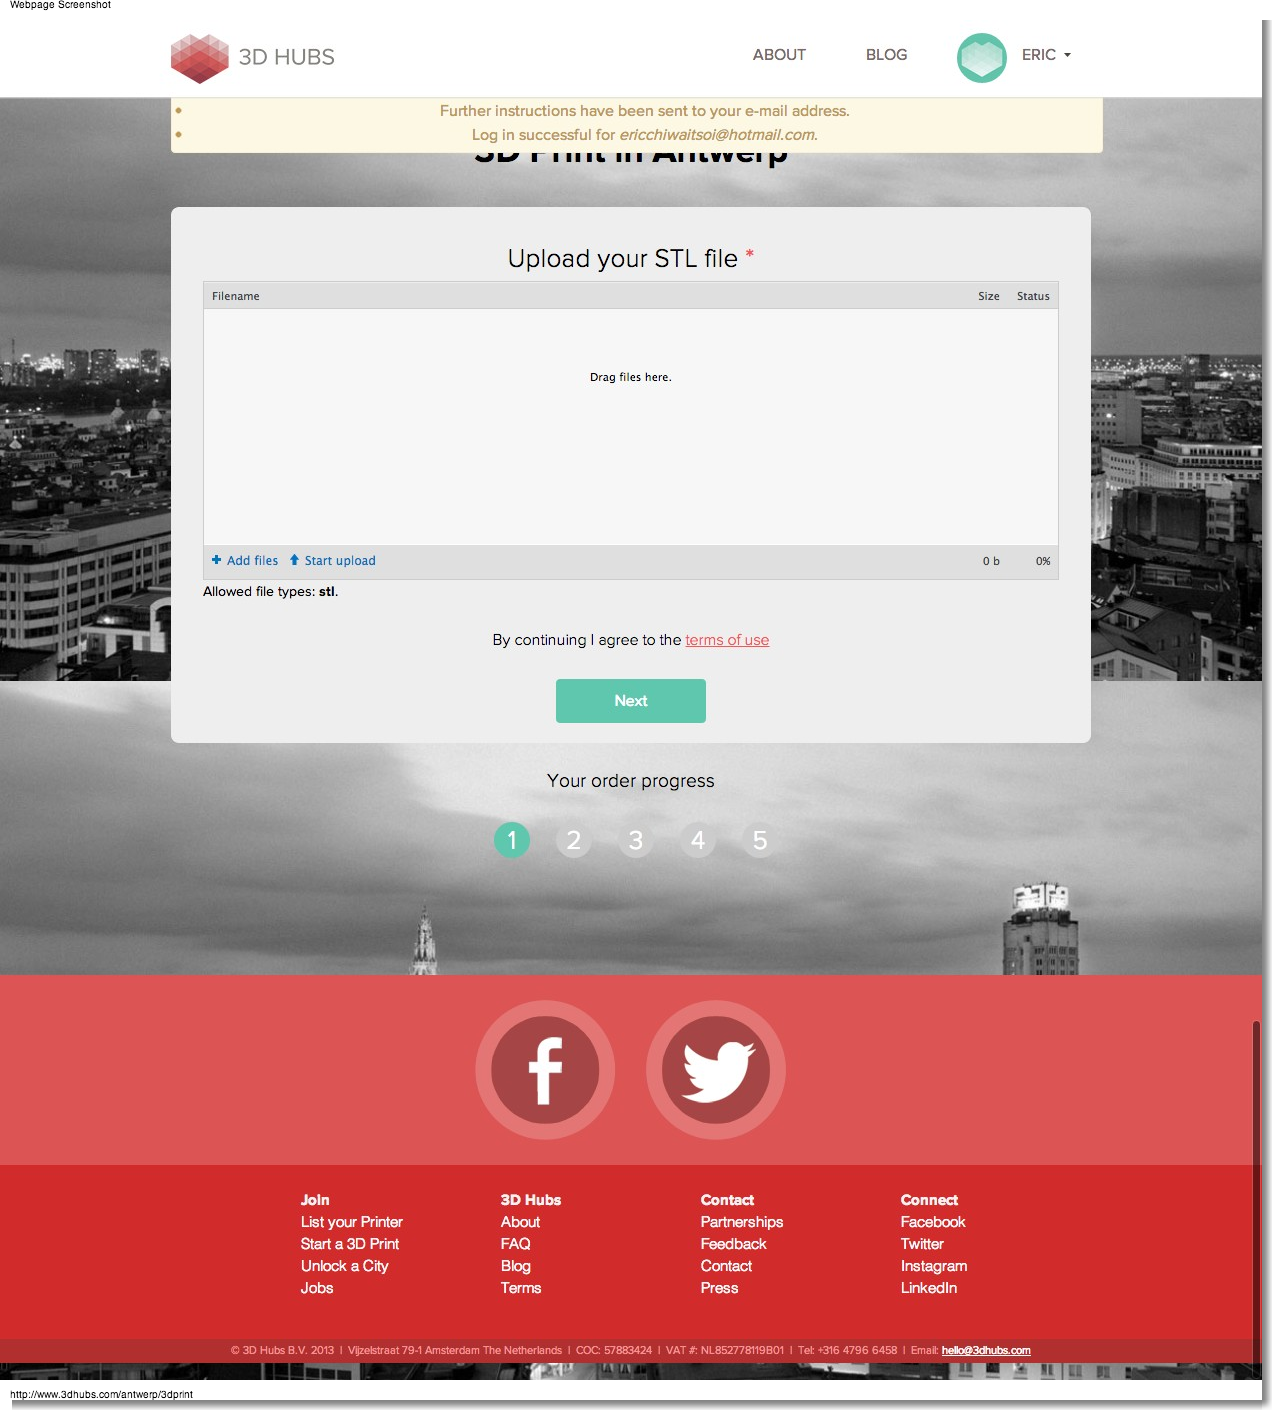 Webpage Screenshot
3D HUBS
ABOUT
BLOG
ERIC
Further instructions have been sent to your e-mail address.
Log in successful for ericchiwaitsoi@hotmail.com.
3D Print in Antwerp
Upload your STL file *
Filename Size Status
Drag files here.
Add files Start upload 0 b 0%
Allowed file types: stl.
By continuing I agree to the terms of use
Next
Your order progress
1 2 3 4 5
Join
List your Printer
Start a 3D Print
Unlock a City
Jobs
3D Hubs
About
FAQ
Blog
Terms
Contact
Partnerships
Feedback
Contact
Press
Connect
Facebook
Twitter
Instagram
LinkedIn
© 3D Hubs B.V. 2013 | Vijzelstraat 79-1 Amsterdam The Netherlands | COC: 57883424 | VAT #: NL852778119B01 | Tel: +316 4796 6458 | Email: hello@3dhubs.com
http://www.3dhubs.com/antwerp/3dprint